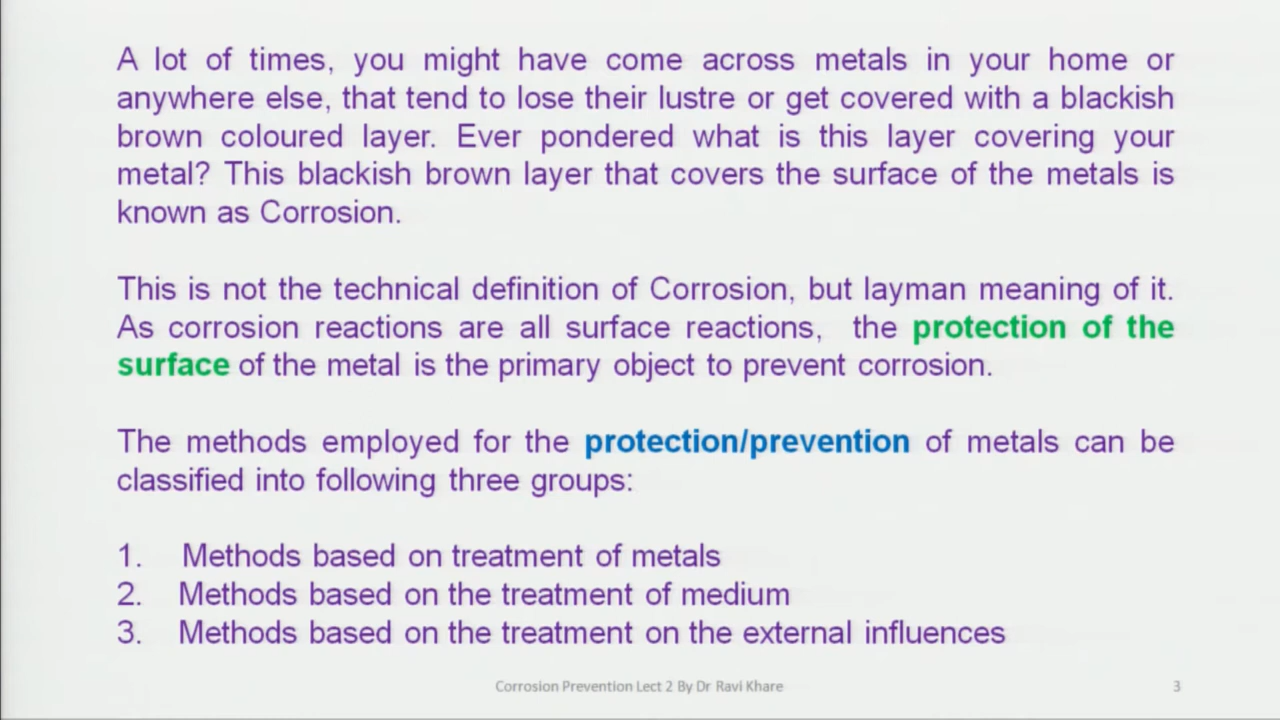 A lot of times, you might have come across metals in your home or
anywhere else, that tend to lose their lustre or get covered with a blackish
brown coloured layer. Ever pondered what is this layer covering your
metal? This blackish brown layer that covers the surface of the metals is
known as Corrosion.
This is not the technical definition of Corrosion, but layman meaning of it.
As corrosion reactions are all surface reactions, the protection of the
surface of the metal is the primary object to prevent corrosion.
The methods employed for the protection/prevention of metals can be
classified into following three groups:
1. Methods based on treatment of metals
2. Methods based on the treatment of medium
3. Methods based on the treatment on the external influences
Corrosion Prevention Lect 2 By Dr Ravi Khare 3